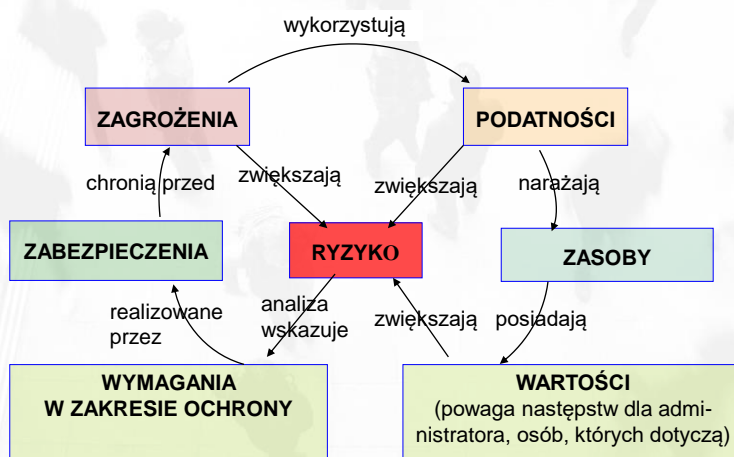 wykorzystują
ZAGROŻENIA
PODATNOŚCI
chronią przed
zwiększają
zwiększają
narażają
ZABEZPIECZENIA
RYZYKO
ZASOBY
realizowane
przez
analiza
wskazuje
zwiększają
posiadają
WYMAGANIA
W ZAKRESIE OCHRONY
WARTOŚCI
(powaga następstw dla admi-
nistratora, osób, których dotyczą)